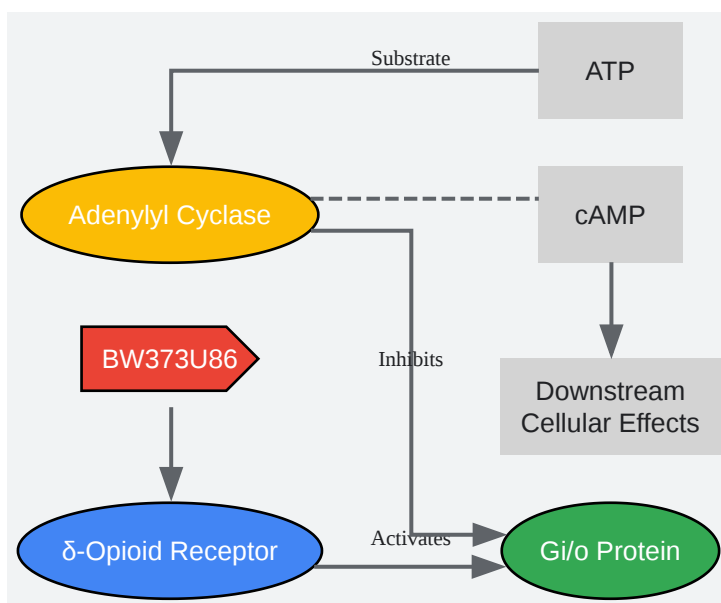 Substrate
ATP
Adenylyl Cyclase
cAMP
BW373U86
Inhibits
Downstream
Cellular Effects
δ-Opioid Receptor
Activates
Gi/o Protein